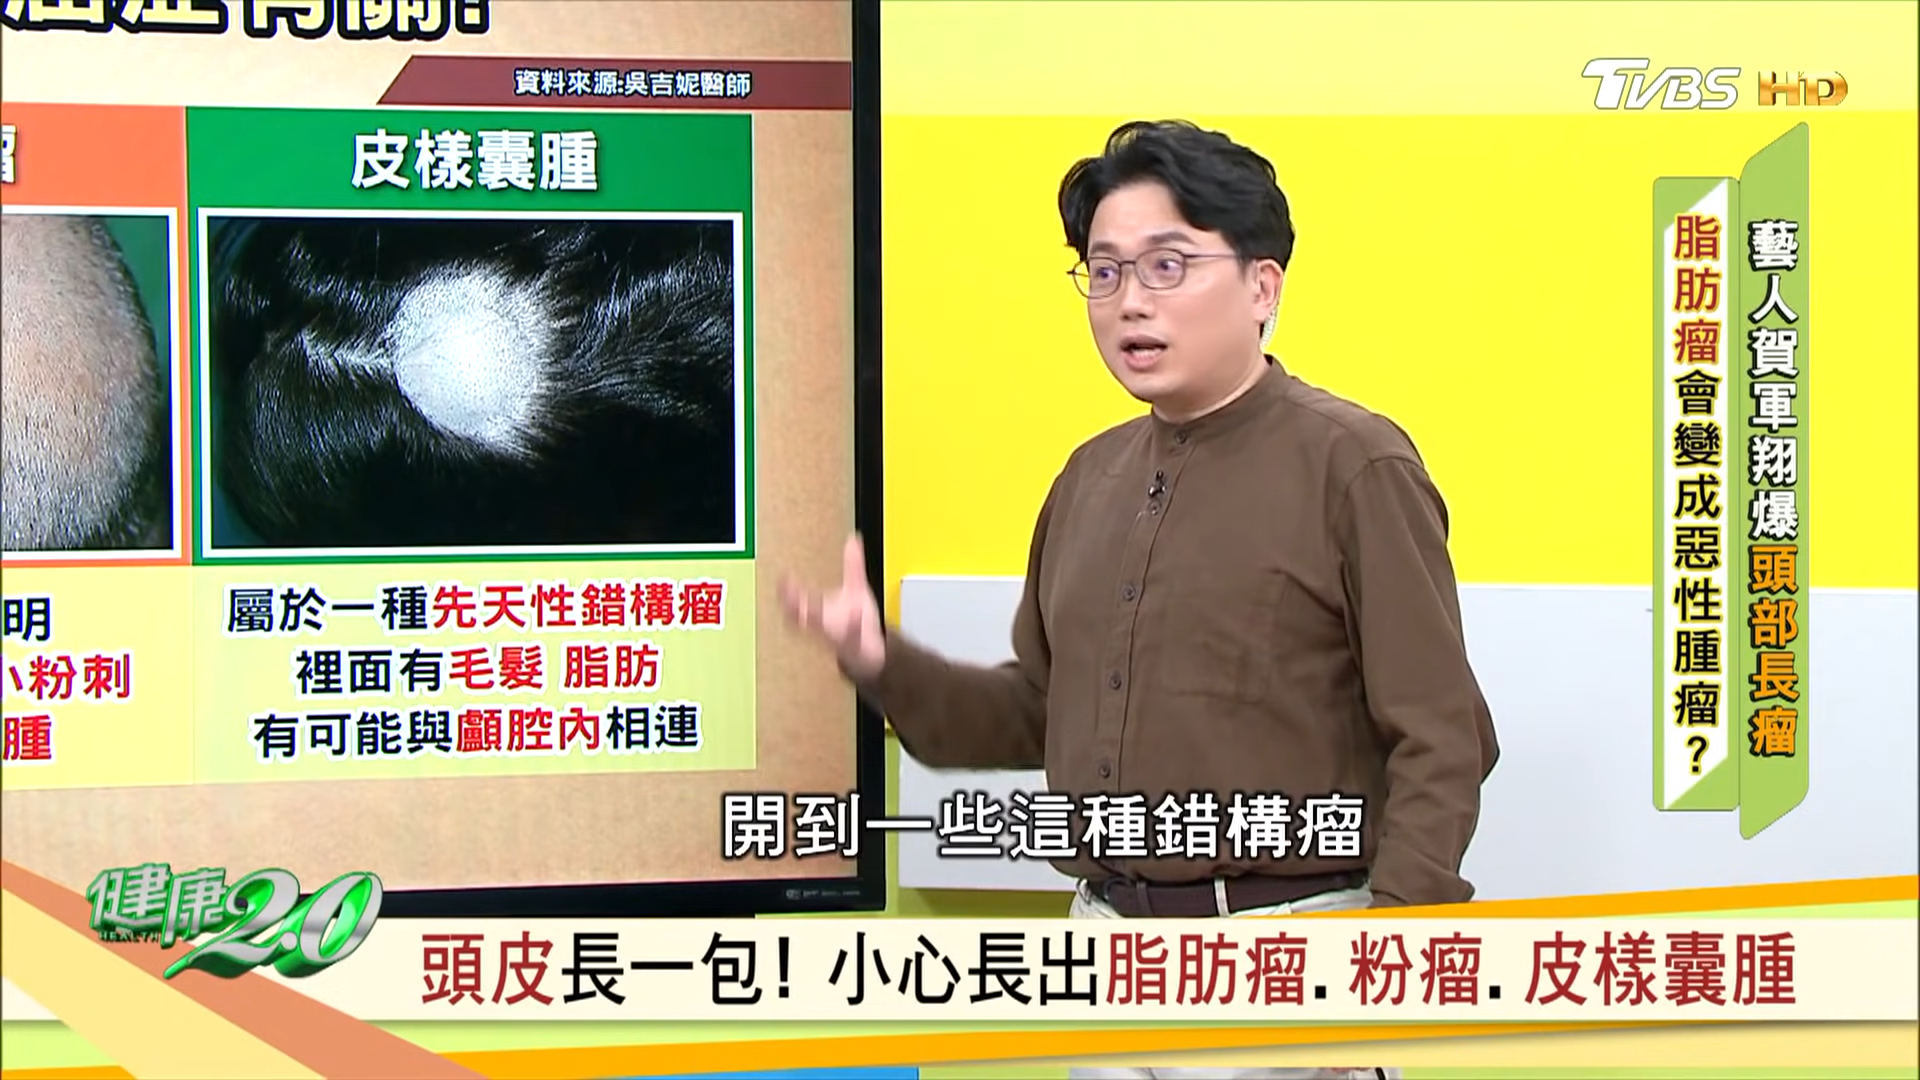 資料來源:吳吉妮醫師
TVBS HD
皮樣囊腫
屬於一種先天性錯構瘤
裡面有毛髮 脂肪
有可能與顱腔內相連
明
小粉刺
腫
藝人賀軍翔爆頭部長瘤
脂肪瘤會變成惡性腫瘤？
開到一些這種錯構瘤
健康2.0
HEALTH
頭皮長一包！小心長出脂肪瘤.粉瘤.皮樣囊腫